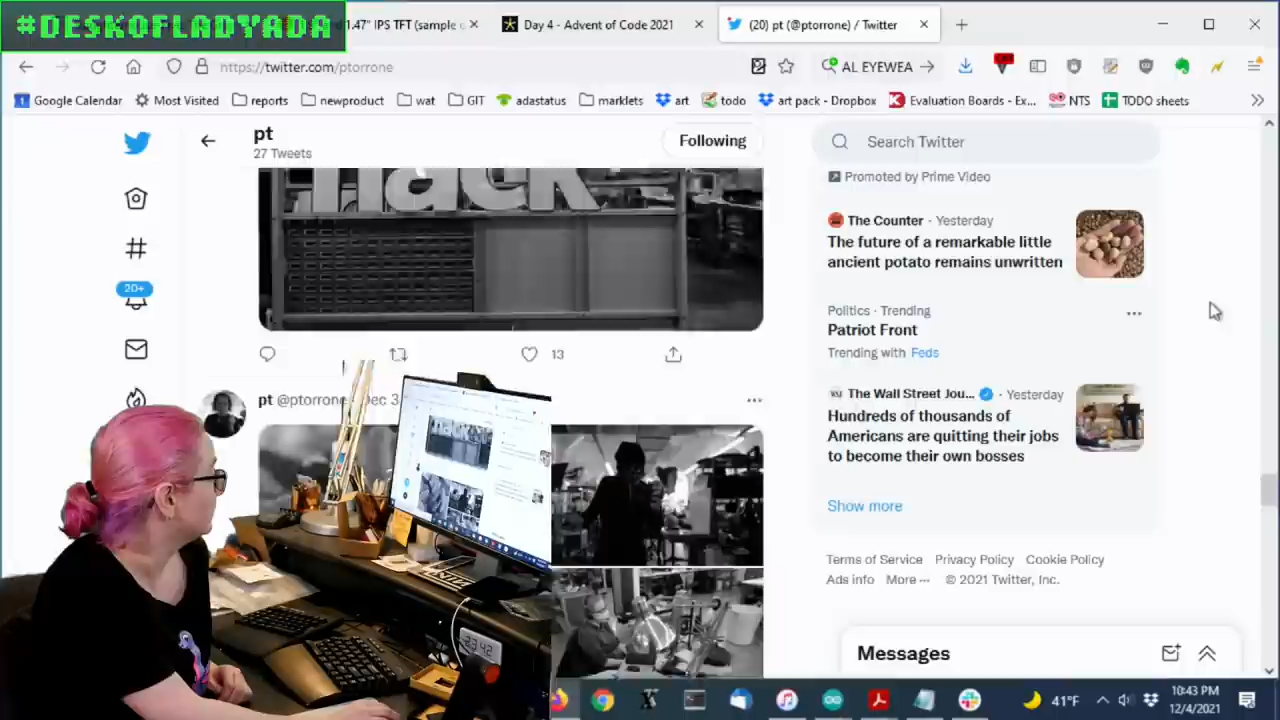 #DESKOFLADYADA
1.47" IPS TFT (sample
Day 4 - Advent of Code 2021
(20) pt (@ptorrone) / Twitter
https://twitter.com/ptorrone
AL EYEWEA
Google Calendar
Most Visited
reports
newproduct
wat
GIT
adastatus
marklets
art
todo
art pack - Dropbox
Evaluation Boards - Ex...
NTS
TODO sheets
pt
27 Tweets
Following
Search Twitter
Promoted by Prime Video
Hack
The Counter · Yesterday
The future of a remarkable little
ancient potato remains unwritten
20+
Politics · Trending
Patriot Front
Trending with Feds
13
The Wall Street Jou... · Yesterday
Hundreds of thousands of
Americans are quitting their jobs
to become their own bosses
pt @ptorrone
Dec 3
Show more
Terms of Service Privacy Policy Cookie Policy
Ads info More ··· © 2021 Twitter, Inc.
Messages
23:42
41°F
10:43 PM
12/4/2021